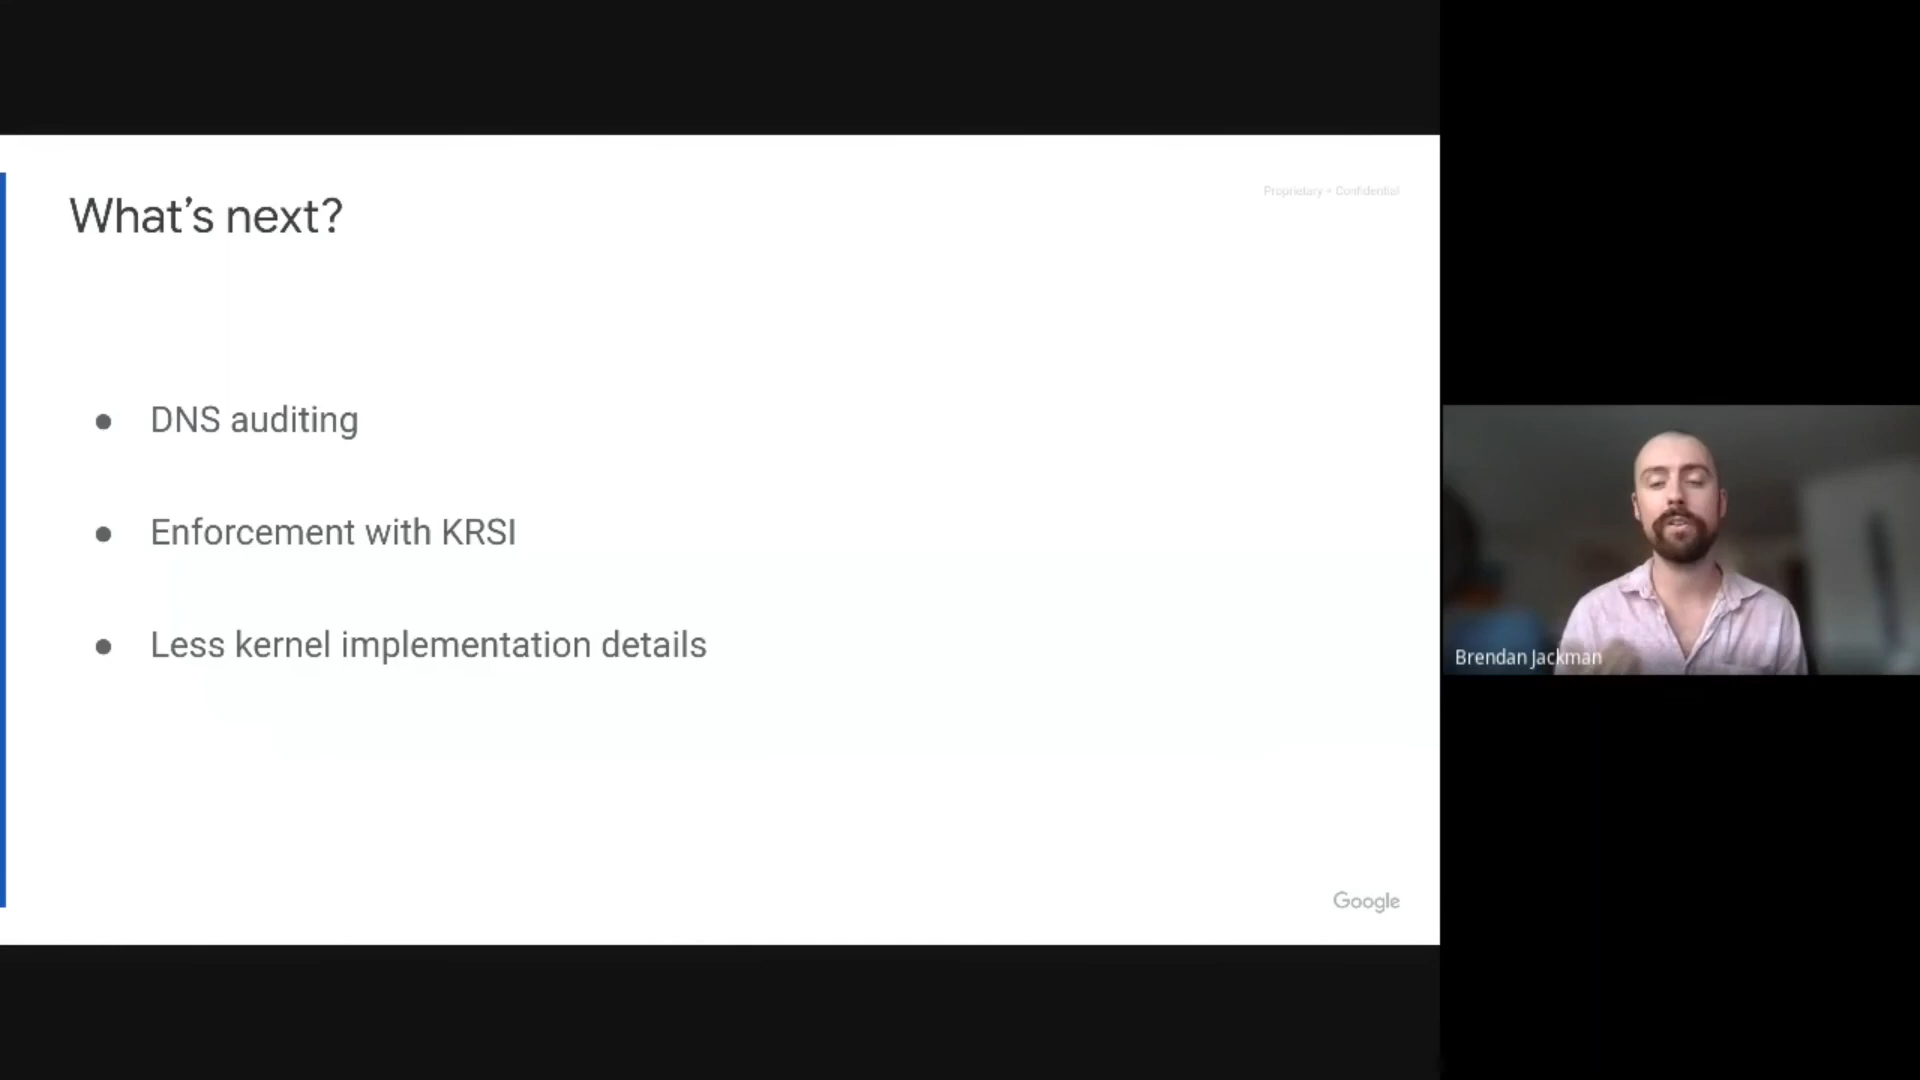 What's next?
Proprietary + Confidential
● DNS auditing
● Enforcement with KRSI
● Less kernel implementation details
Google
Brendan Jackman